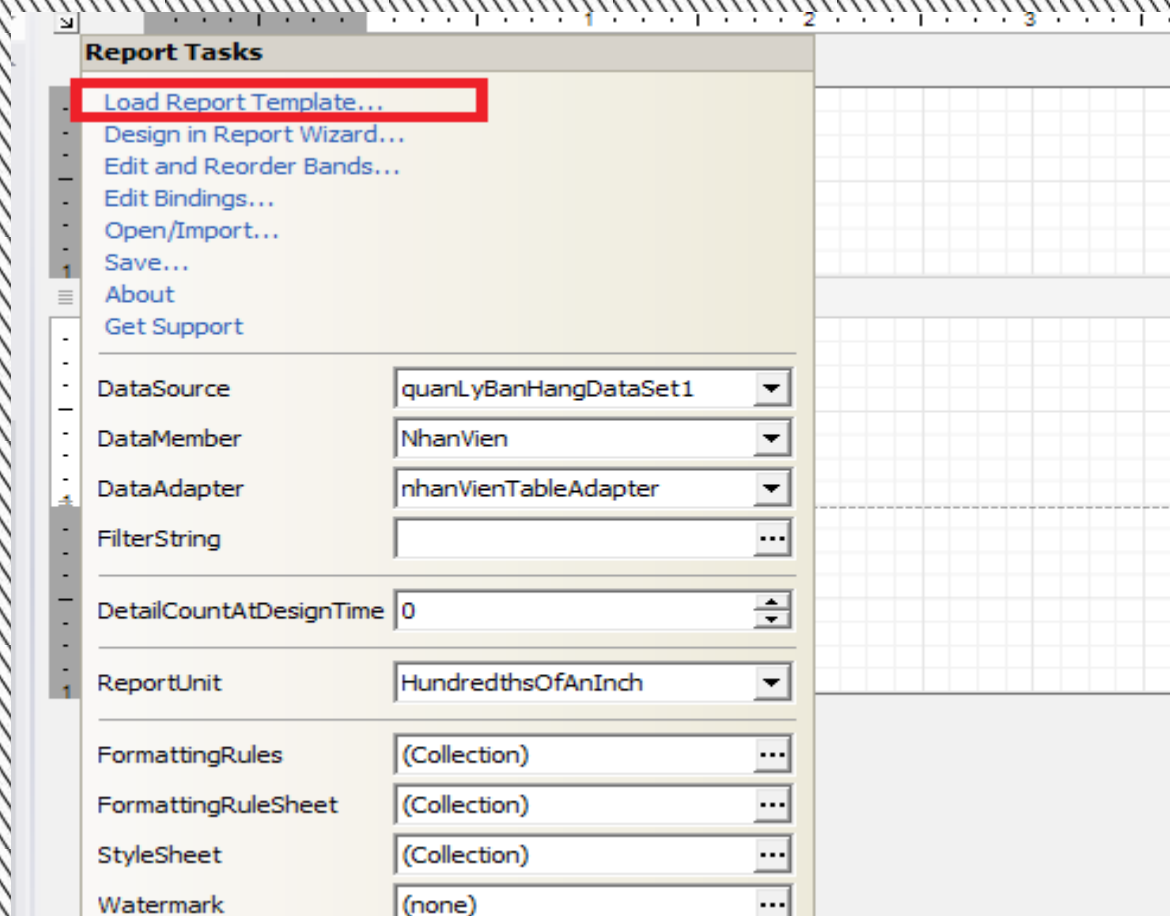 1 2 3
Report Tasks
Load Report Template...
Design in Report Wizard...
Edit and Reorder Bands...
Edit Bindings...
Open/Import...
Save...
1
About
Get Support
DataSource quanLyBanHangDataSet1
DataMember NhanVien
DataAdapter nhanVienTableAdapter
FilterString
DetailCountAtDesignTime 0
ReportUnit HundredthsOfAnInch
1
FormattingRules (Collection)
FormattingRuleSheet (Collection)
StyleSheet (Collection)
Watermark (none)